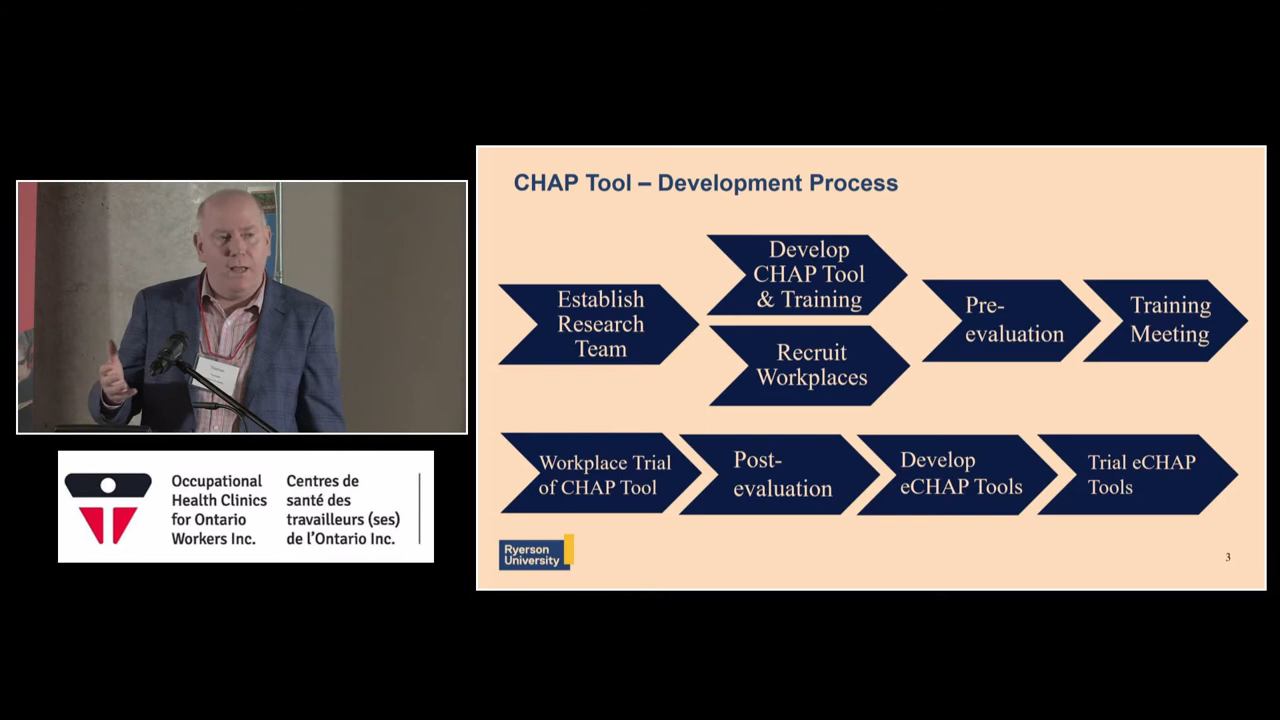 CHAP Tool – Development Process
Establish
Research
Team
Develop
CHAP Tool
& Training
Recruit
Workplaces
Pre-
evaluation
Training
Meeting
Workplace Trial
of CHAP Tool
Post-
evaluation
Develop
eCHAP Tools
Trial eCHAP
Tools
Ryerson
University
3
Occupational
Health Clinics
for Ontario
Workers Inc.
Centres de
santé des
travailleurs (ses)
de l'Ontario Inc.